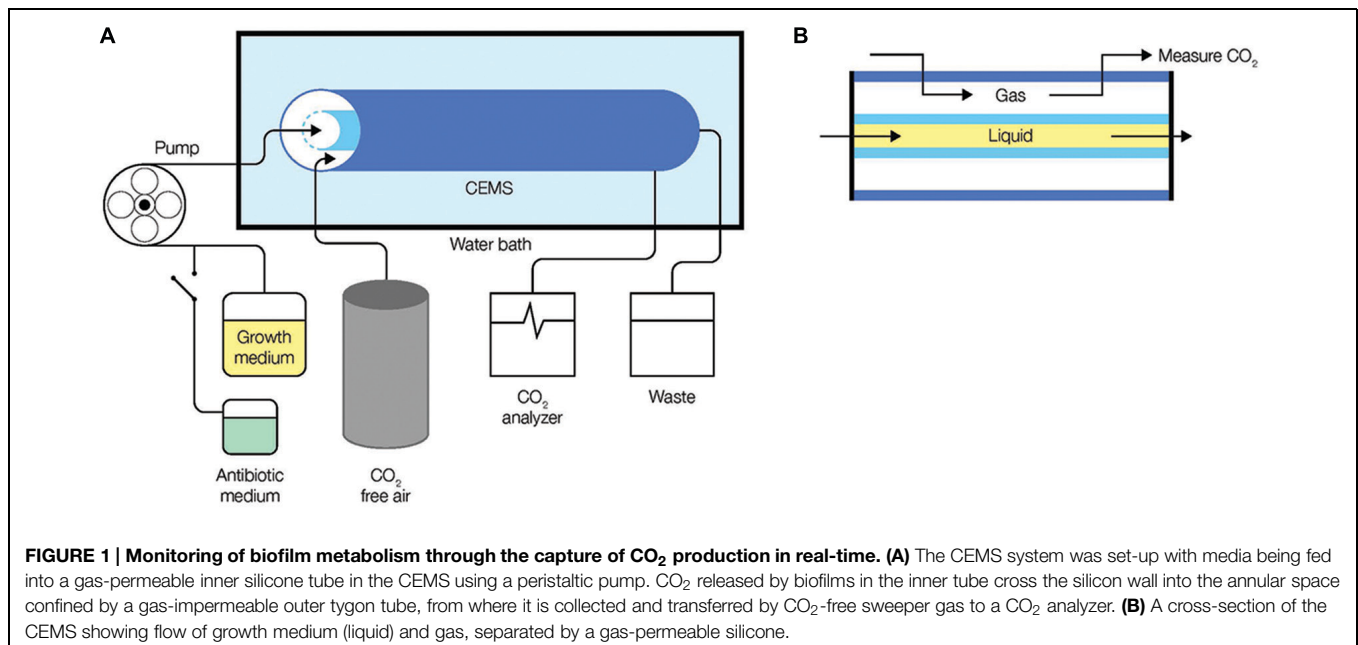 A
B
Measure CO₂
Gas
Pump
Liquid
CEMS
Water bath
Growth
medium
CO₂
analyzer
Waste
Antibiotic
medium
CO₂
free air
FIGURE 1 | Monitoring of biofilm metabolism through the capture of CO₂ production in real-time. (A) The CEMS system was set-up with media being fed
into a gas-permeable inner silicone tube in the CEMS using a peristaltic pump. CO₂ released by biofilms in the inner tube cross the silicon wall into the annular space
confined by a gas-impermeable outer tygon tube, from where it is collected and transferred by CO₂-free sweeper gas to a CO₂ analyzer. (B) A cross-section of the
CEMS showing flow of growth medium (liquid) and gas, separated by a gas-permeable silicone.